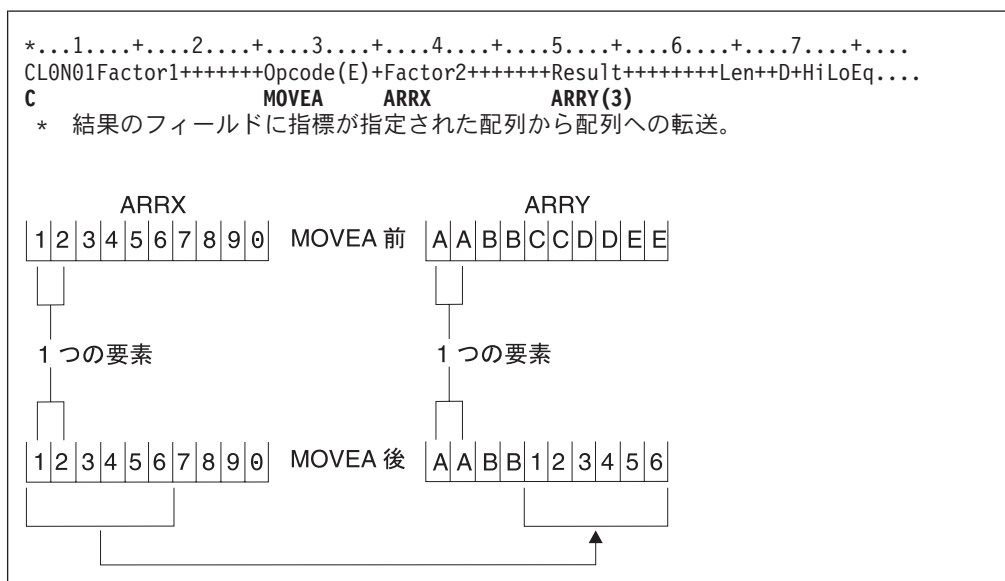 *...1....+....2....+....3....+....4....+....5....+....6....+....7....+....
CL0N01Factor1+++++++Opcode(E)+Factor2+++++++Result++++++++Len++D+HiLoEq....
C                   MOVEA     ARRX          ARRY(3)
 *  結果のフィールドに指標が指定された配列から配列への転送。
ARRX ARRY
1 2 3 4 5 6 7 8 9 0 MOVEA 前 A A B B C C D D E E
1 つの要素 1 つの要素
1 2 3 4 5 6 7 8 9 0 MOVEA 後 A A B B 1 2 3 4 5 6